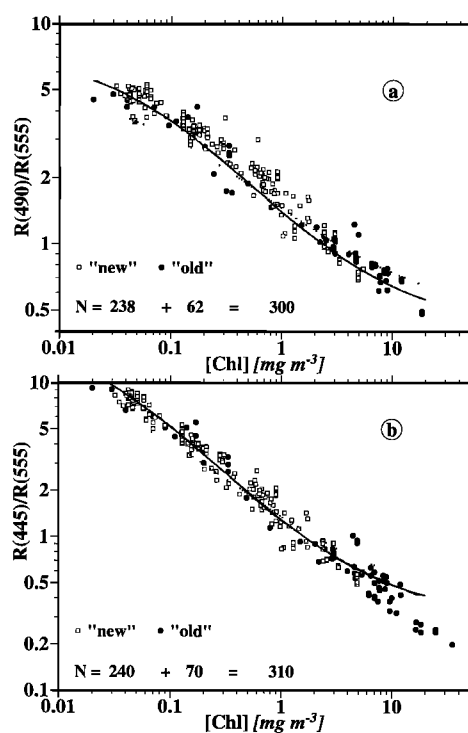 10
a
5
R(490)/R(555)
2
1
"new" "old"
0.5
N = 238 + 62 = 300
0.01 0.1 1 10
[Chl] [mg m-3]
10
b
5
R(445)/R(555)
2
1
0.5
"new" "old"
0.2
N = 240 + 70 = 310
0.1
0.01 0.1 1 10
[Chl] [mg m-3]